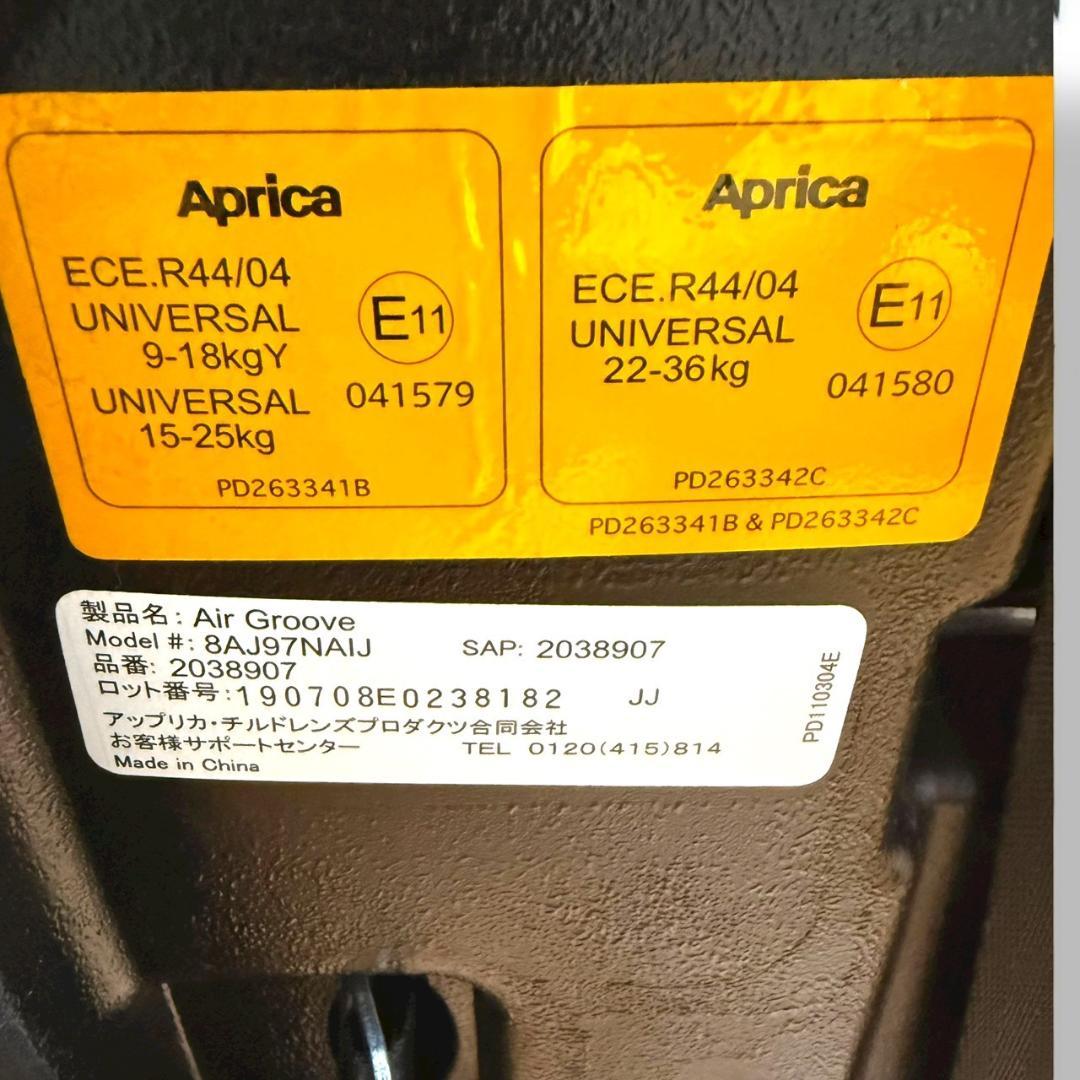 Aprica
ECE.R44/04
UNIVERSAL
9-18kgY
UNIVERSAL
15-25kg
E11
041579
PD263341B
Aprica
ECE.R44/04
UNIVERSAL
22-36kg
E11
041580
PD263342C
PD263341B & PD263342C
製品名: Air Groove
Model #: 8AJ97NAIJ SAP: 2038907
品番: 2038907
ロット番号:190708E0238182 JJ
アップリカ・チルドレンズプロダクツ合同会社
お客様サポートセンター TEL 0120(415)814
Made in China
PD110304E